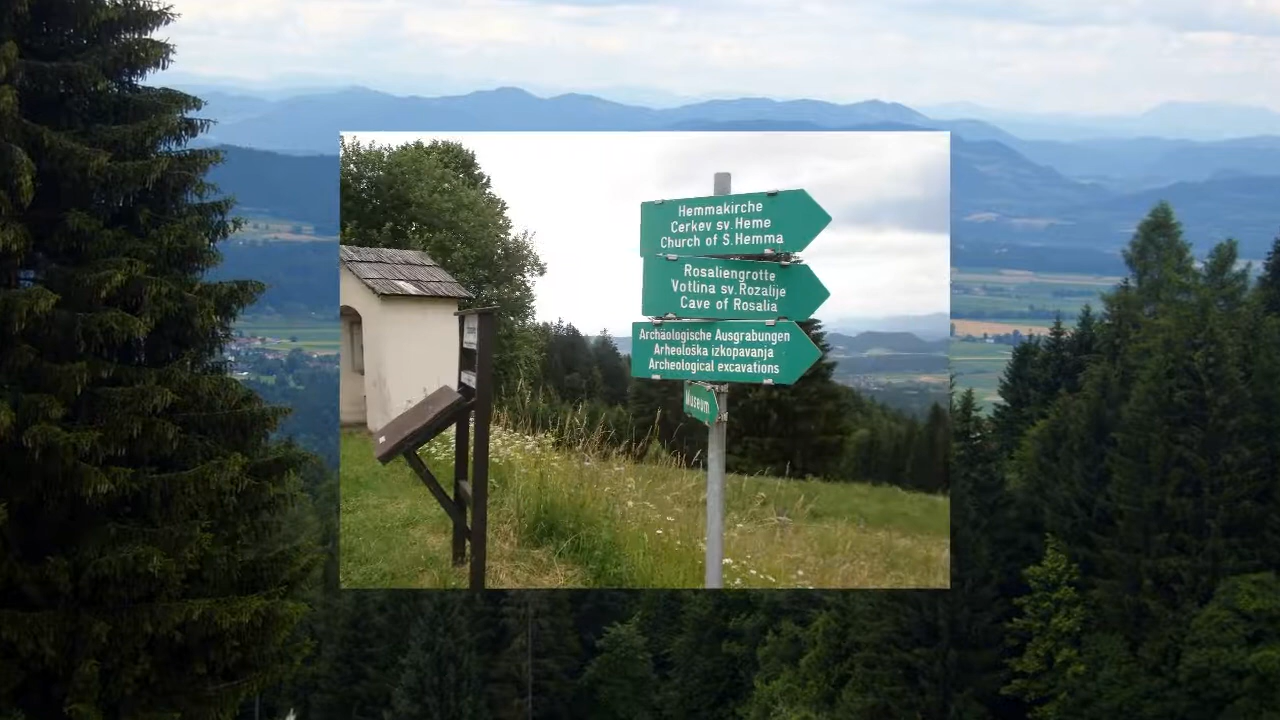 Hemmakirche
Cerkev sv. Heme
Church of S. Hemma
Rosaliengrotte
Votlina sv. Rozalije
Cave of Rosalia
Archäologische Ausgrabungen
Arheološka izkopavanja
Archeological excavations
Museum